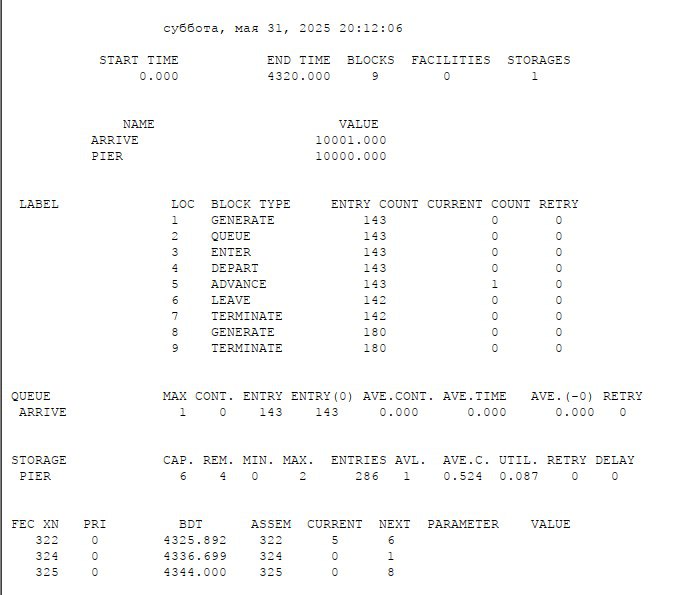 суббота, мая 31, 2025 20:12:06
START TIME END TIME BLOCKS FACILITIES STORAGES
0.000 4320.000 9 0 1
NAME VALUE
ARRIVE 10001.000
PIER 10000.000
LABEL LOC BLOCK TYPE ENTRY COUNT CURRENT COUNT RETRY
1 GENERATE 143 0 0
2 QUEUE 143 0 0
3 ENTER 143 0 0
4 DEPART 143 0 0
5 ADVANCE 143 1 0
6 LEAVE 142 0 0
7 TERMINATE 142 0 0
8 GENERATE 180 0 0
9 TERMINATE 180 0 0
QUEUE MAX CONT. ENTRY ENTRY(0) AVE.CONT. AVE.TIME AVE.(-0) RETRY
ARRIVE 1 0 143 143 0.000 0.000 0.000 0
STORAGE CAP. REM. MIN. MAX. ENTRIES AVL. AVE.C. UTIL. RETRY DELAY
PIER 6 4 0 2 286 1 0.524 0.087 0 0
FEC XN PRI BDT ASSEM CURRENT NEXT PARAMETER VALUE
322 0 4325.892 322 5 6
324 0 4336.699 324 0 1
325 0 4344.000 325 0 8